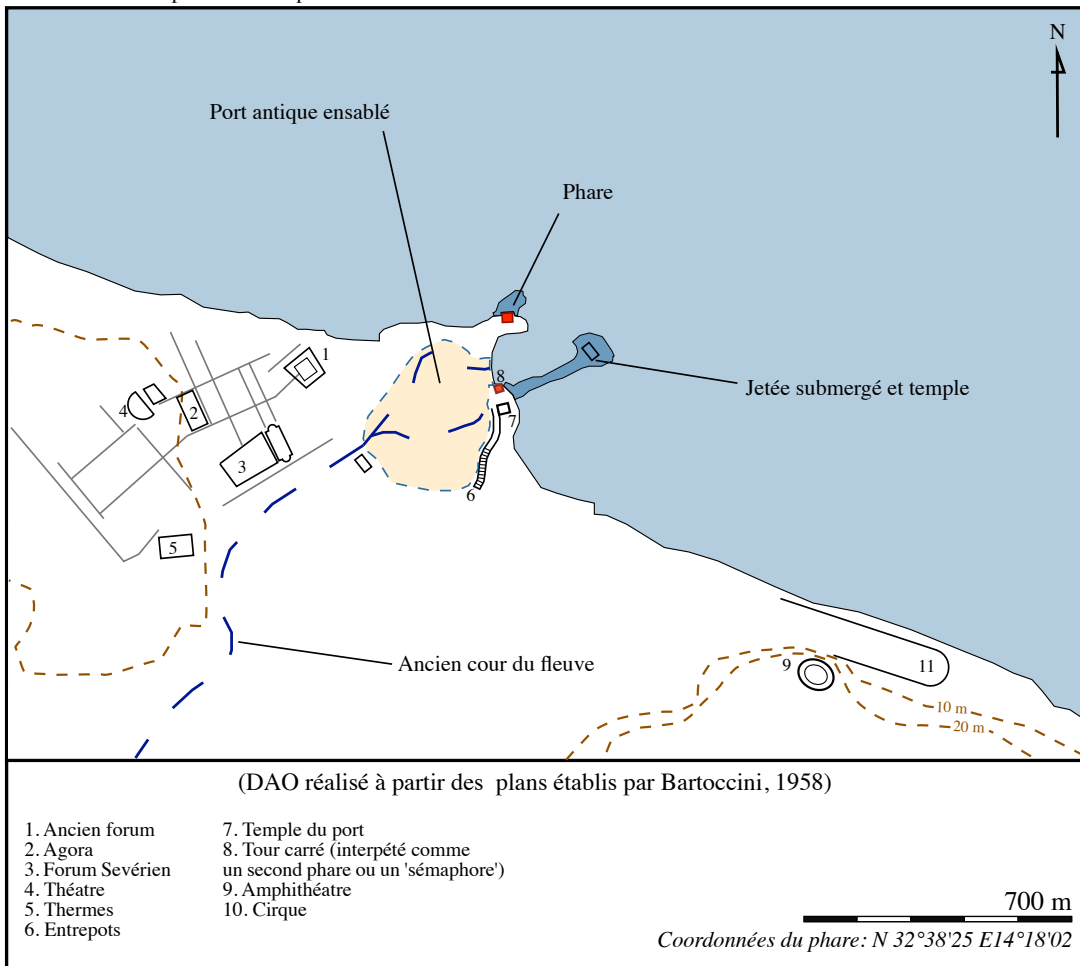 N
Port antique ensablé
Phare
Jetée submergé et temple
1
2
3
4
5
6
7
8
Ancien cour du fleuve
9
11
10 m
20 m
(DAO réalisé à partir des plans établis par Bartoccini, 1958)
1. Ancien forum
2. Agora
3. Forum Sevérien
4. Théatre
5. Thermes
6. Entrepots
7. Temple du port
8. Tour carré (interpété comme
un second phare ou un 'sémaphore')
9. Amphithéatre
10. Cirque
700 m
Coordonnées du phare: N 32°38'25 E14°18'02